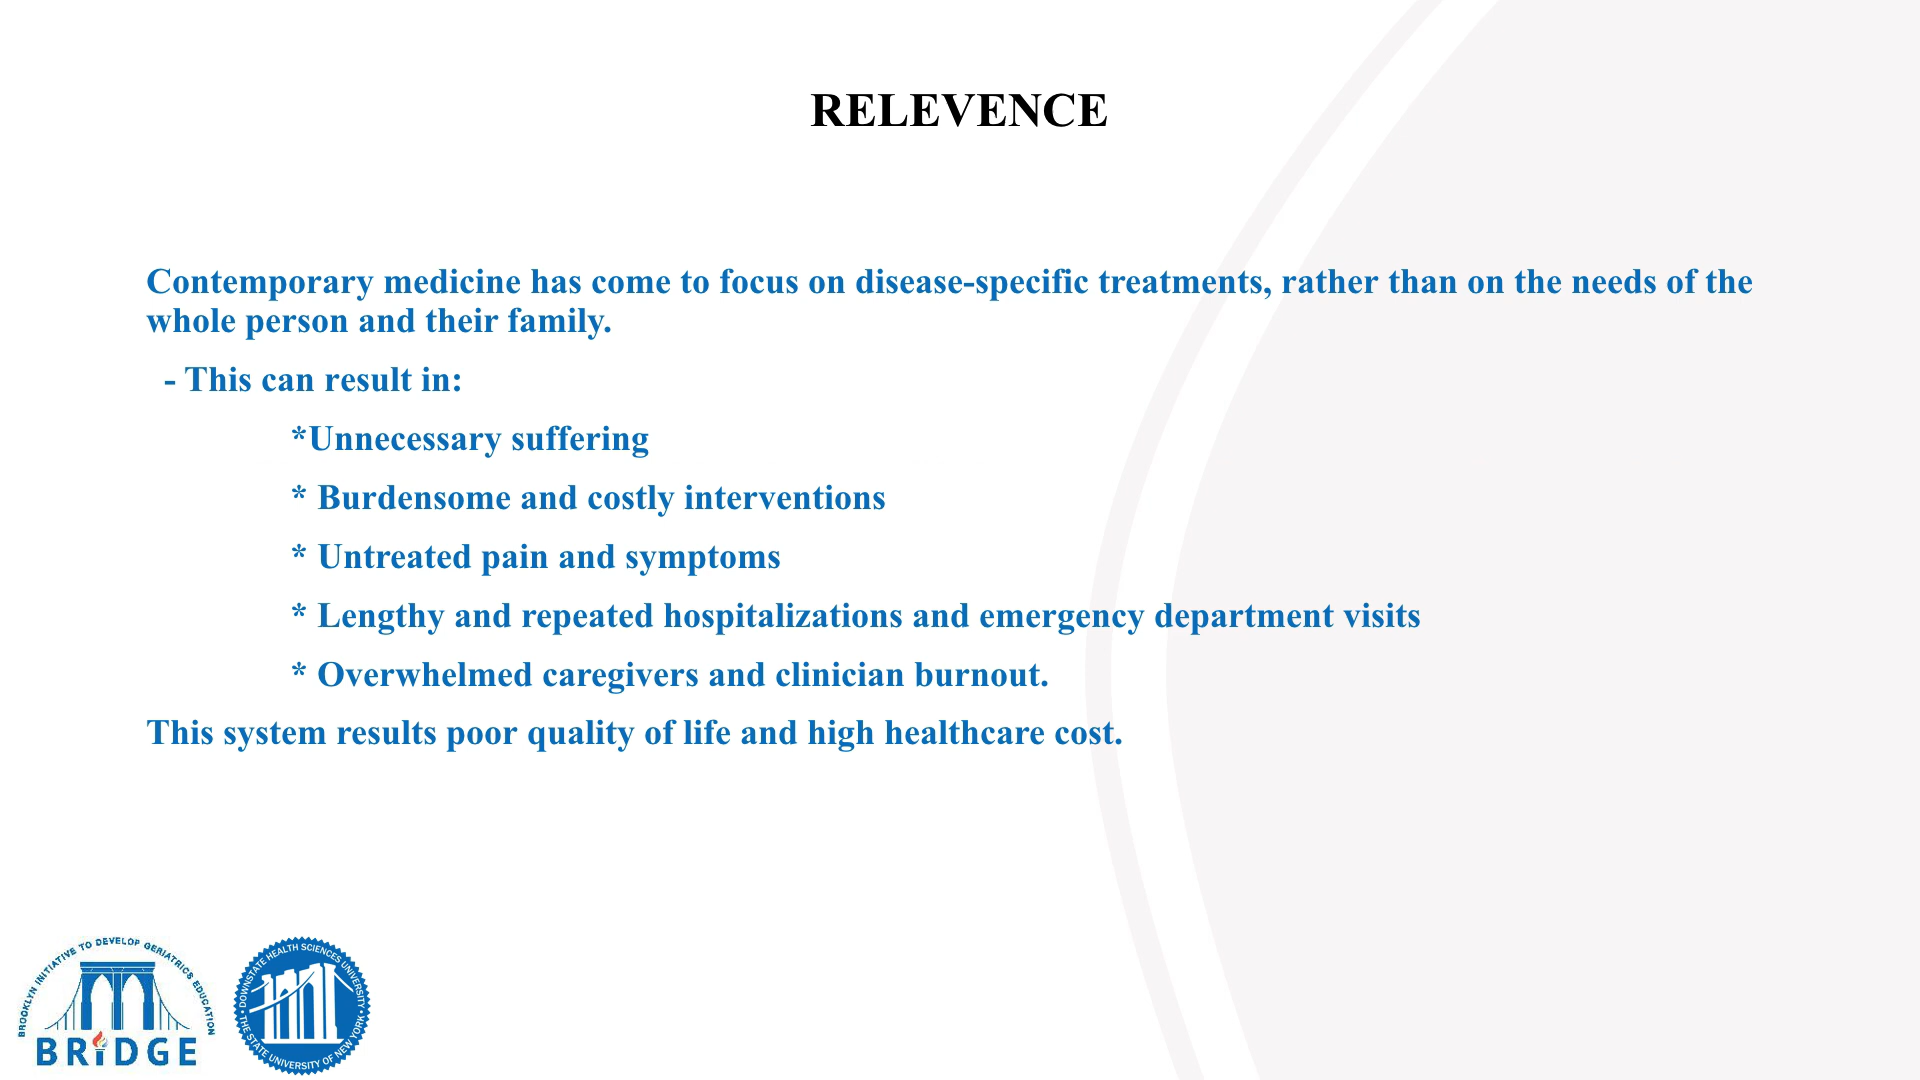 RELEVENCE
Contemporary medicine has come to focus on disease-specific treatments, rather than on the needs of the
whole person and their family.
- This can result in:
*Unnecessary suffering
* Burdensome and costly interventions
* Untreated pain and symptoms
* Lengthy and repeated hospitalizations and emergency department visits
* Overwhelmed caregivers and clinician burnout.
This system results poor quality of life and high healthcare cost.
BROOKLYN INITIATIVE TO DEVELOP GERIATRICS EDUCATION
BRiDGE
DOWNSTATE HEALTH SCIENCES UNIVERSITY
THE STATE UNIVERSITY OF NEW YORK